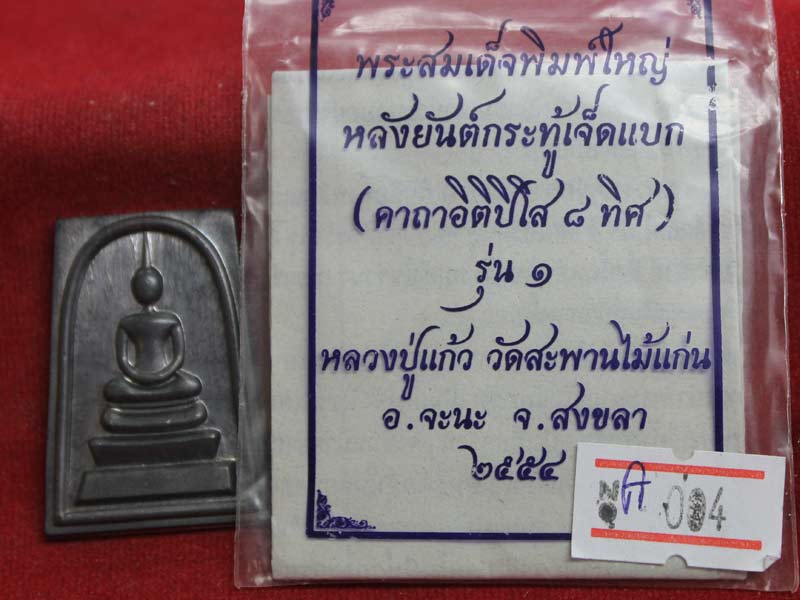 พระสมเด็จพิมพ์ใหญ่
หลังยันต์กระทู้เจ็ดแบก
(คาถาอิติปิโส ๘ ทิศ)
รุ่น ๑
หลวงปู่แก้ว วัดสะพานไม้แก่น
อ.จะนะ จ.สงขลา
๒๕๕๔